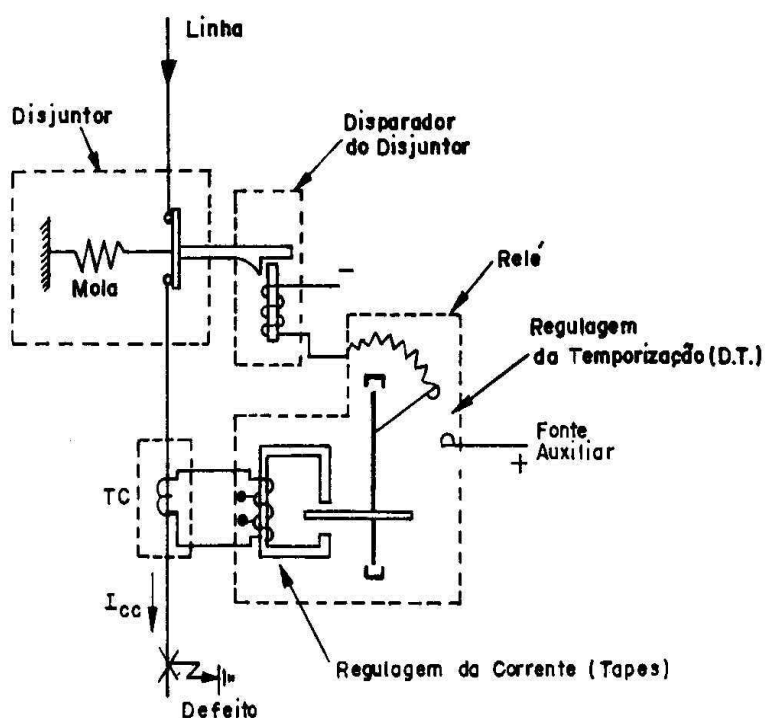 Linha
Disjuntor
Disparador
do Disjuntor
Mola
−
Relé
Regulagem
da Temporização (D.T.)
Fonte
Auxiliar
+
TC
Icc
Regulagem da Corrente (Tapes)
Defeito